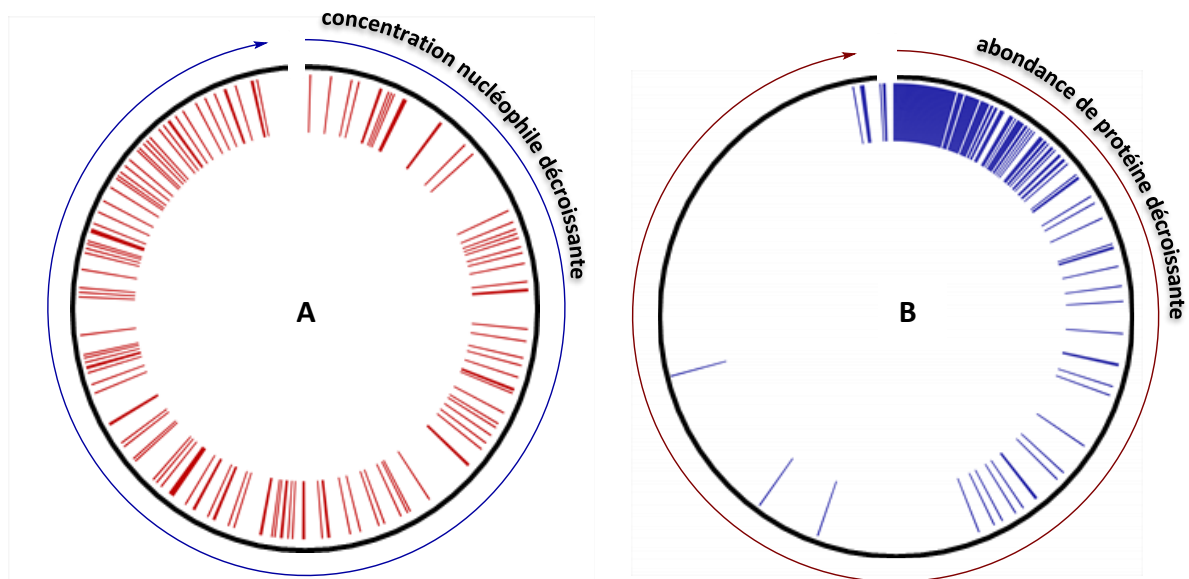 concentration nucléophile décroissante
abondance de protéine décroissante
A
B